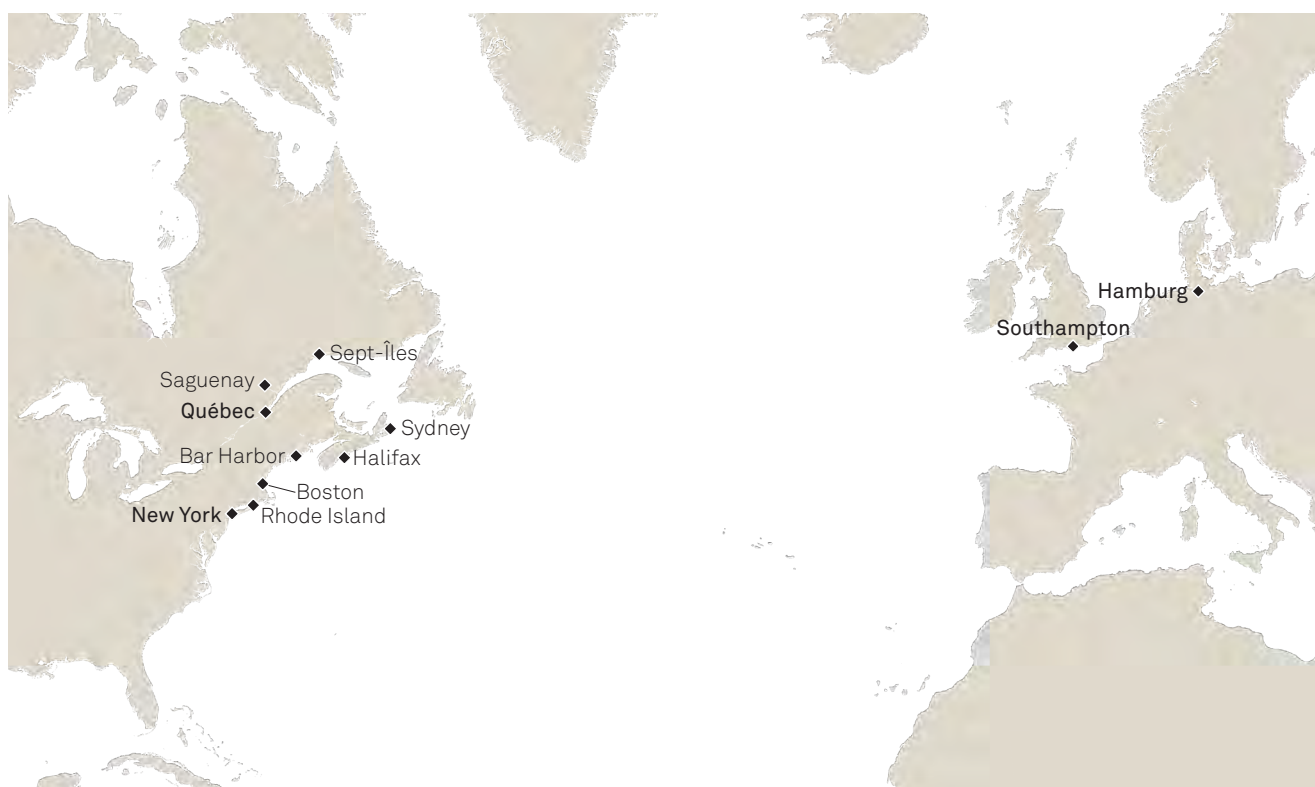 Hamburg
Southampton
Sept-Îles
Saguenay
Québec
Sydney
Bar Harbor
Halifax
Boston
New York
Rhode Island